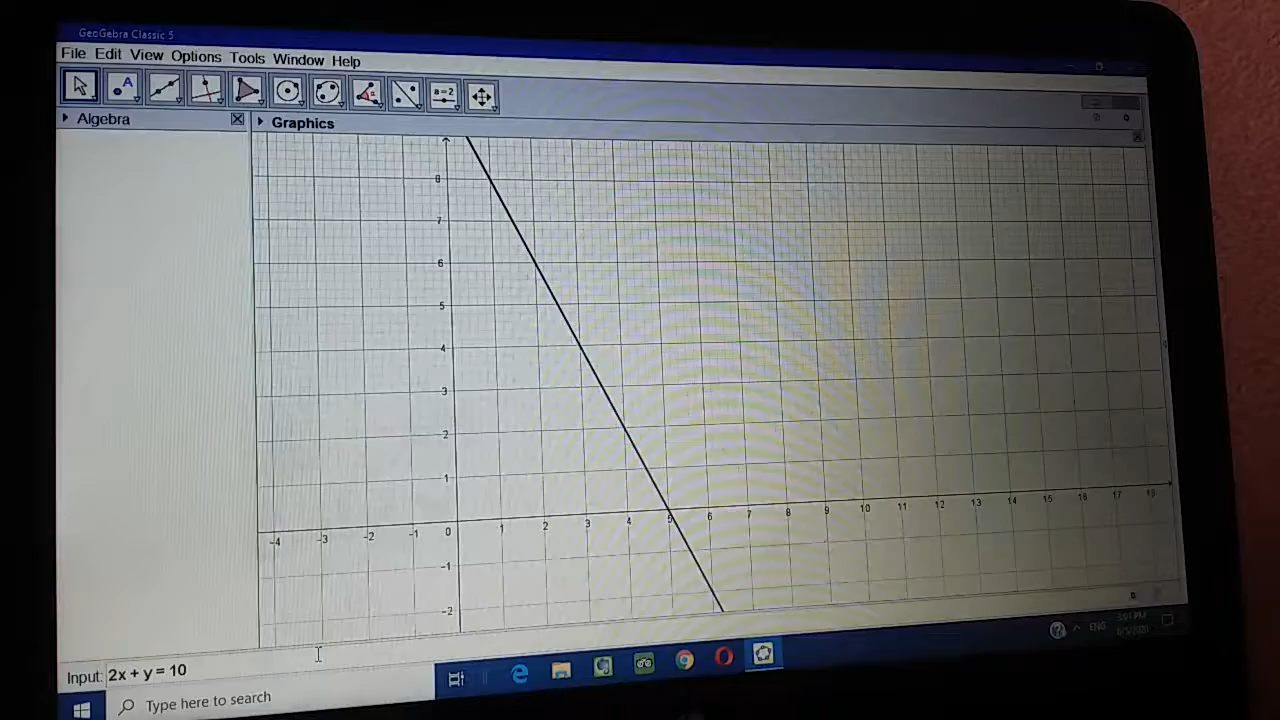 GeoGebra Classic 5
File Edit View Options Tools Window Help
A
a=2
Algebra
Graphics
8
7
6
5
4
3
2
1
-4 -3 -2 -1 0 1 2 3 4 5 6 7 8 9 10 11 12 13 14 15 16 17 18
-1
-2
Input: 2x + y = 10
Type here to search
ENG